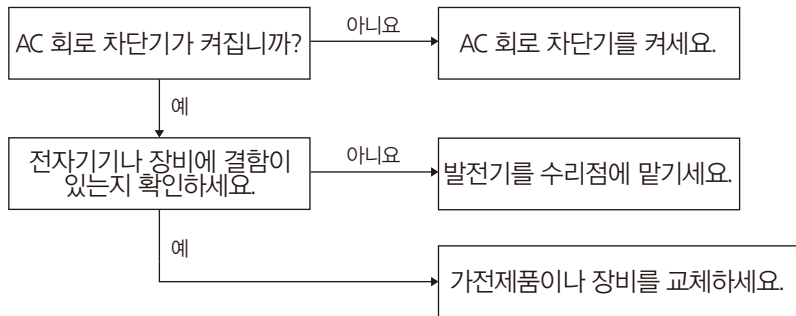 AC 회로 차단기가 켜집니까?
아니요
AC 회로 차단기를 켜세요.
예
전자기기나 장비에 결함이
있는지 확인하세요.
아니요
발전기를 수리점에 맡기세요.
예
가전제품이나 장비를 교체하세요.